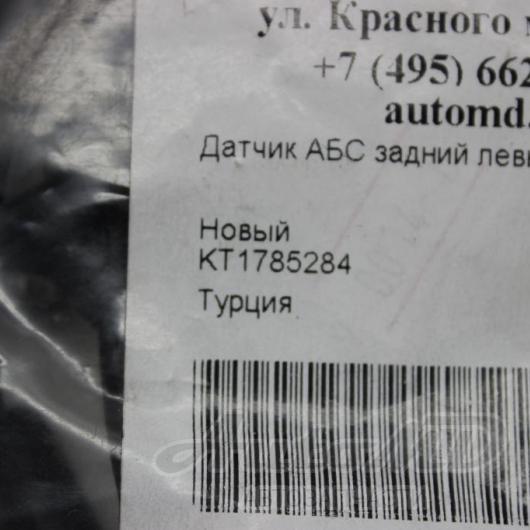 ул. Красного
+7 (495) 662
automd.
Датчик АБС задний лев
Новый
KT1785284
Турция